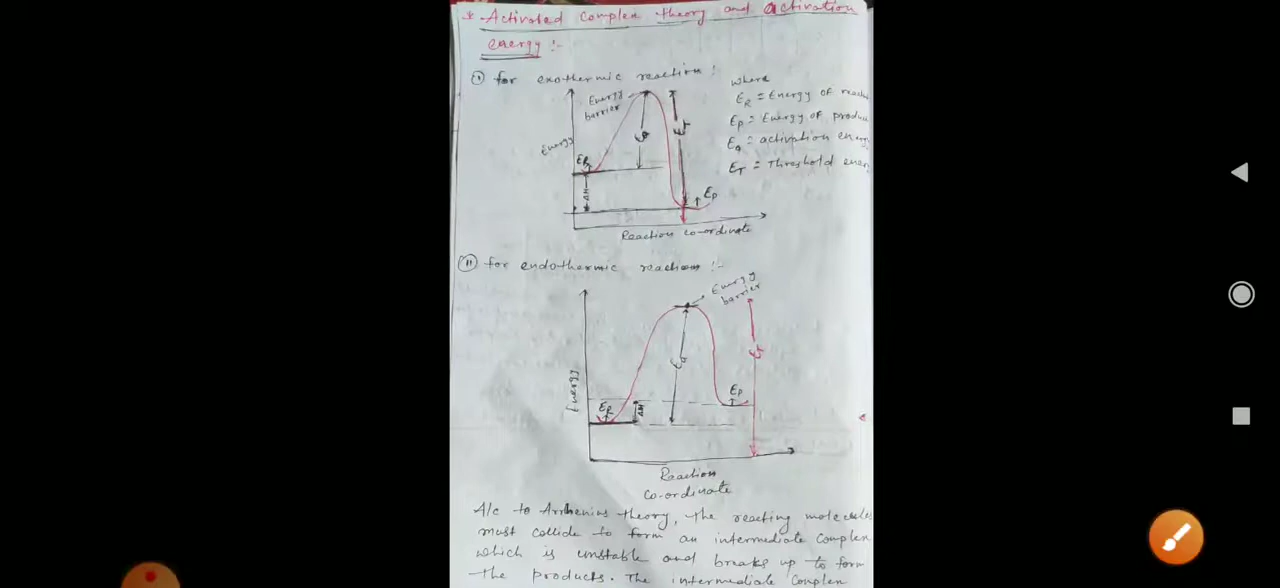 * Activated complex theory and activation
energy :-
① for exothermic reaction :
where
ER = Energy of
EP = Energy of
Ea = activation
ET = Threshold
Energy
barrier
Energy
ER
Ea
ET
ΔH
EP
Reaction co-ordinate
② for endothermic reaction :-
Energy
barrier
Energy
ER
ΔH
Ea
EP
ET
Reaction
co-ordinate
A/c to Arrhenius theory, the reacting molecules
must collide to form an intermediate complex
which is unstable and breaks up to form
the products. The intermediate complex